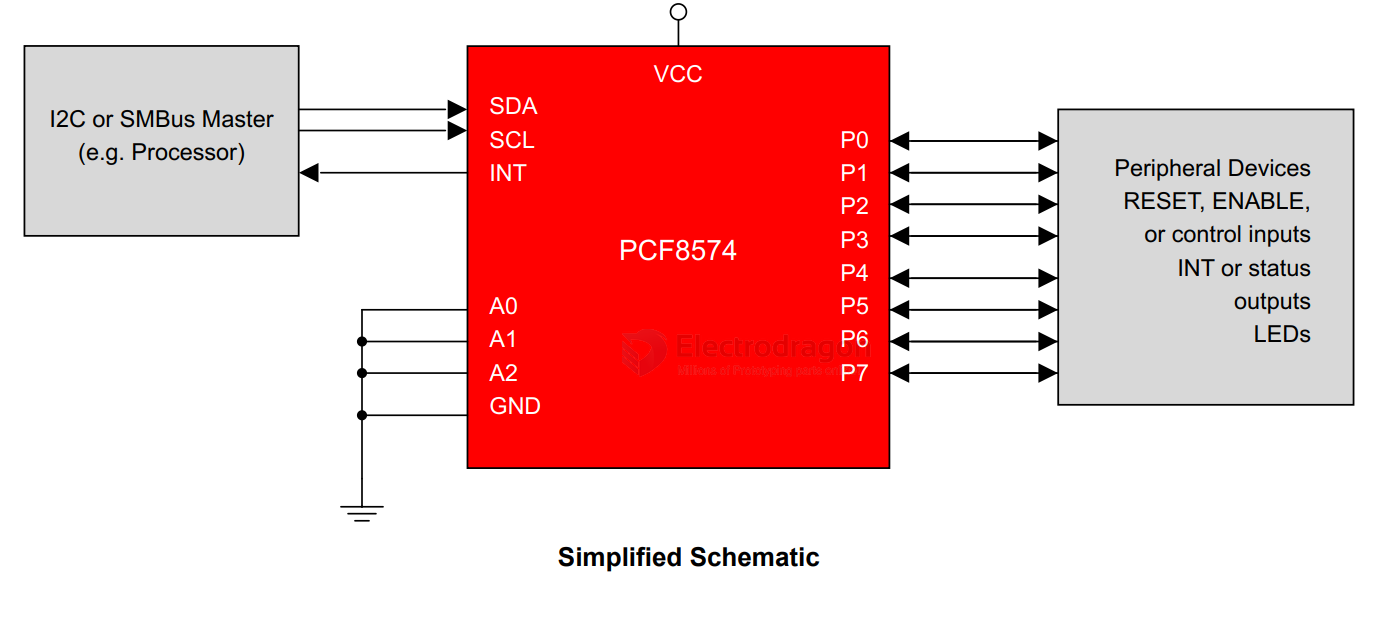 VCC
I2C or SMBus Master
(e.g. Processor)
SDA
SCL
INT
PCF8574
A0
A1
A2
GND
P0
P1
P2
P3
P4
P5
P6
P7
Electrodragon
Millions of Prototyping parts
Peripheral Devices
RESET, ENABLE,
or control inputs
INT or status
outputs
LEDs
Simplified Schematic